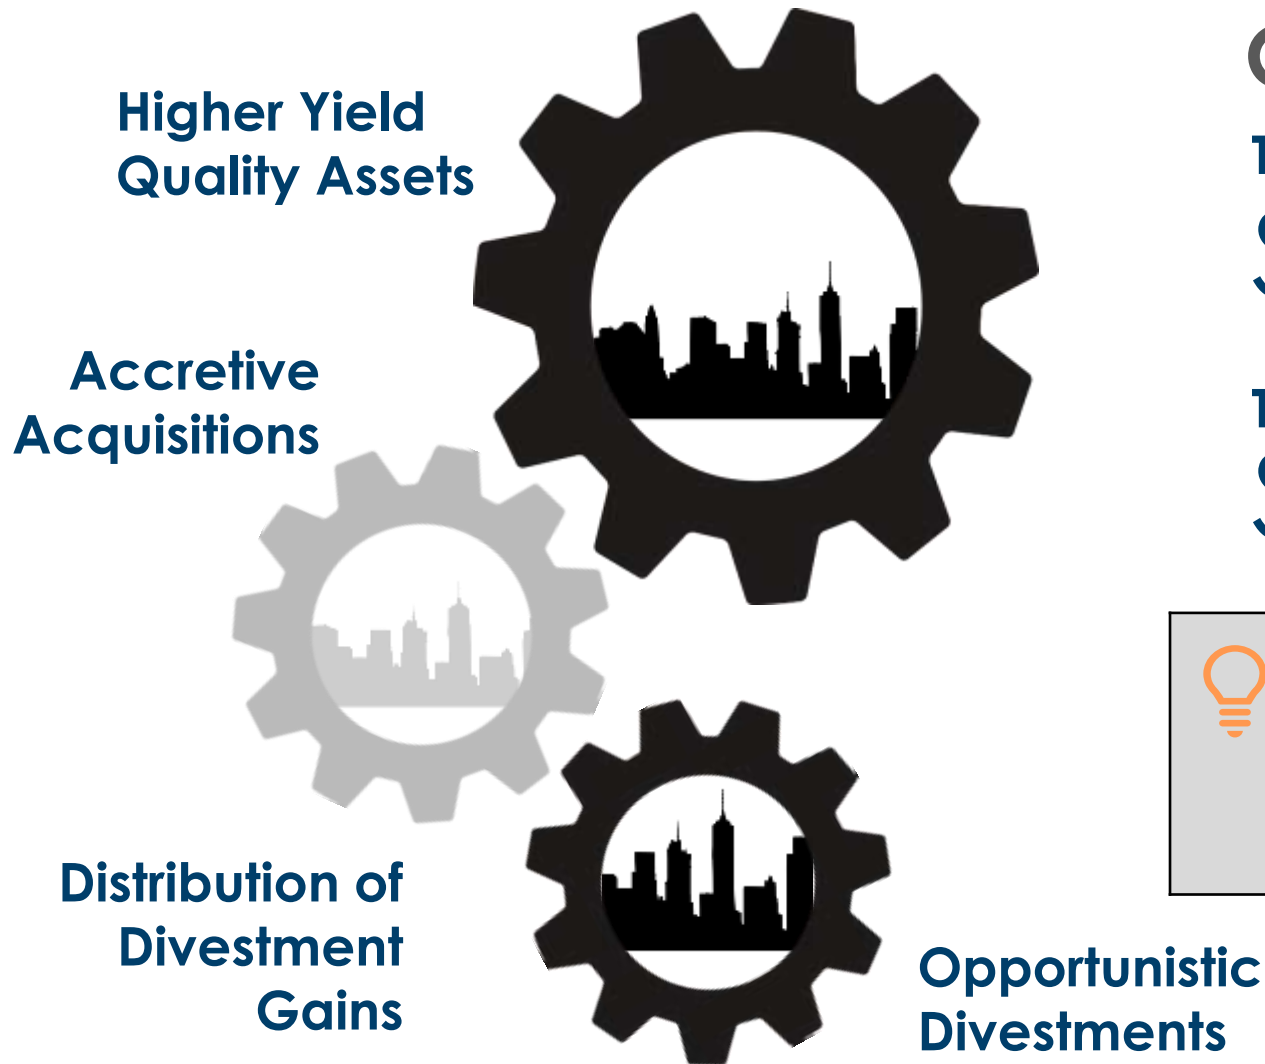 Higher Yield
Quality Assets
Accretive
Acquisitions
Distribution of
Divestment
Gains
Opportunistic
Divestments